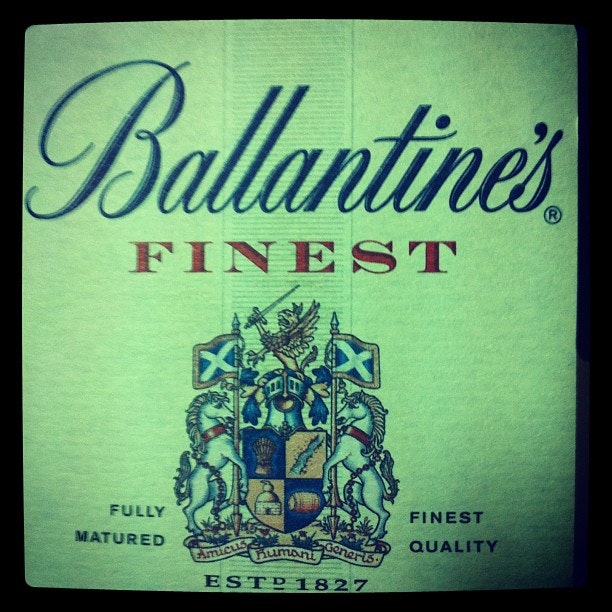 Ballantine's®
FINEST
FULLY
MATURED
FINEST
QUALITY
Amicus Humani Generis.
ESTD 1827